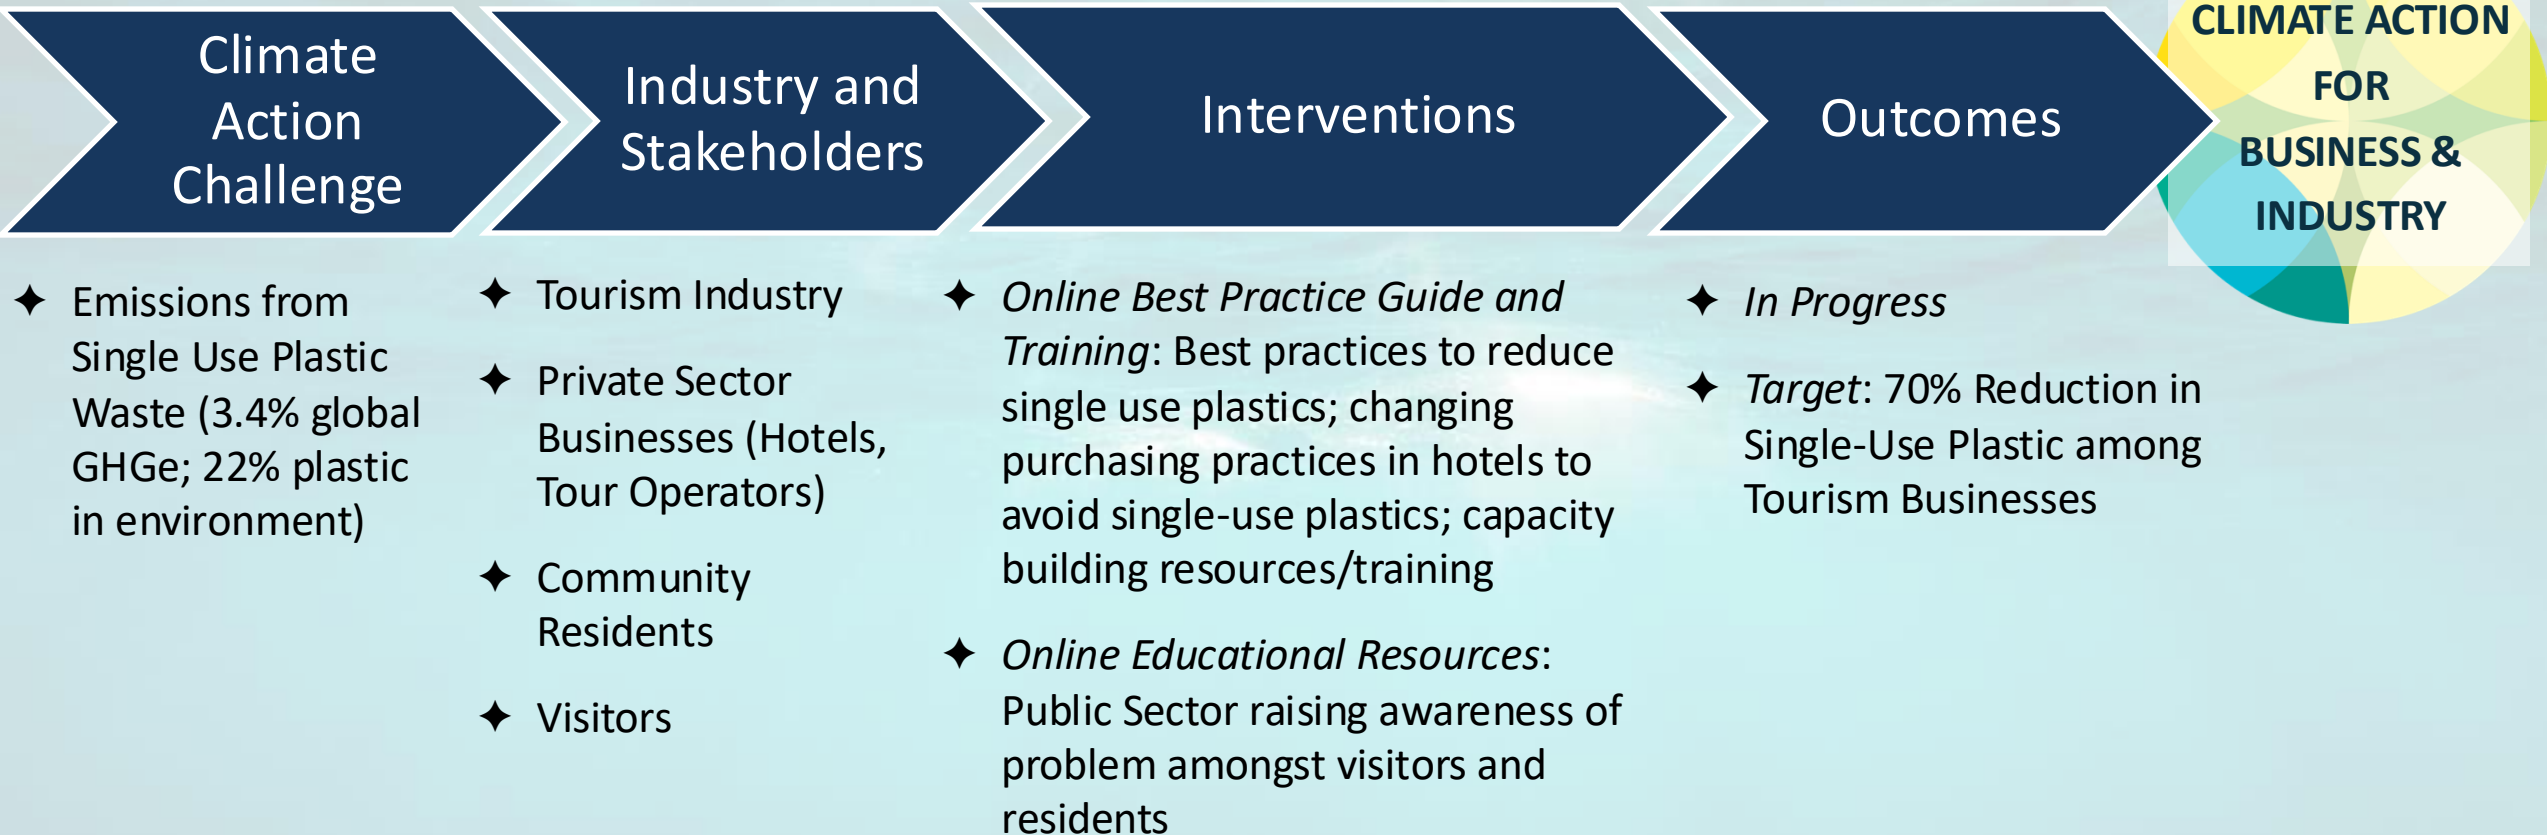 Climate
Action
Challenge
Industry and
Stakeholders
Interventions
Outcomes
CLIMATE ACTION
FOR
BUSINESS &
INDUSTRY
✦ Emissions from
Single Use Plastic
Waste (3.4% global
GHGe; 22% plastic
in environment)
✦ Tourism Industry
✦ Private Sector
Businesses (Hotels,
Tour Operators)
✦ Community
Residents
✦ Visitors
✦ Online Best Practice Guide and
Training: Best practices to reduce
single use plastics; changing
purchasing practices in hotels to
avoid single-use plastics; capacity
building resources/training
✦ Online Educational Resources:
Public Sector raising awareness of
problem amongst visitors and
residents
✦ In Progress
✦ Target: 70% Reduction in
Single-Use Plastic among
Tourism Businesses